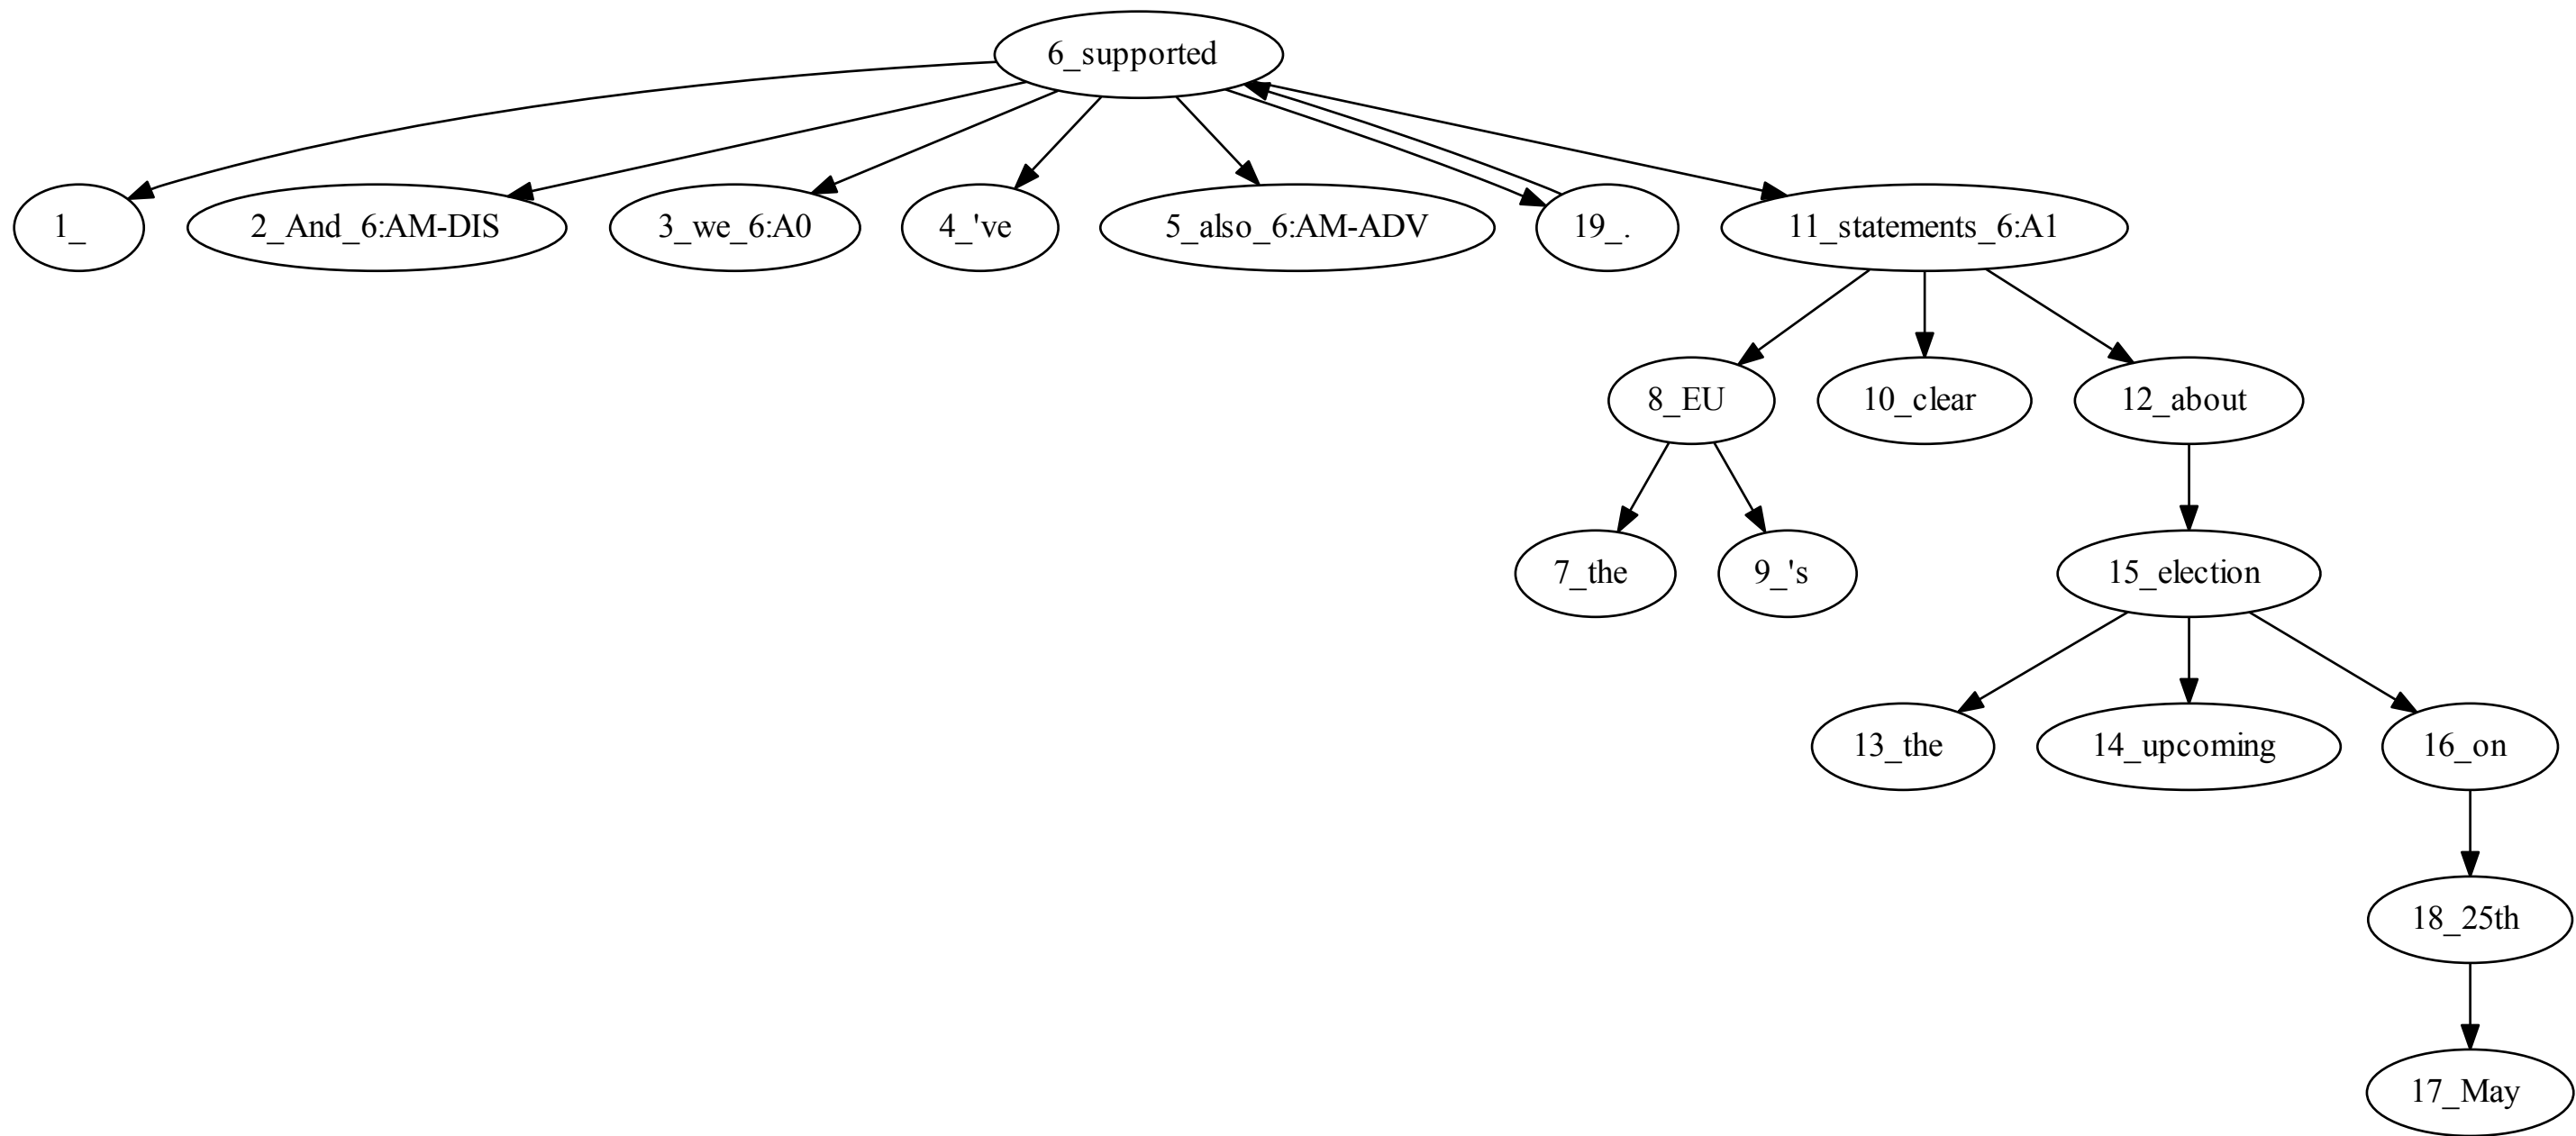 6_supported
1_
2_And_6:AM-DIS
3_we_6:A0
4_'ve
5_also_6:AM-ADV
19_.
11_statements_6:A1
8_EU
10_clear
12_about
7_the
9_'s
15_election
13_the
14_upcoming
16_on
18_25th
17_May